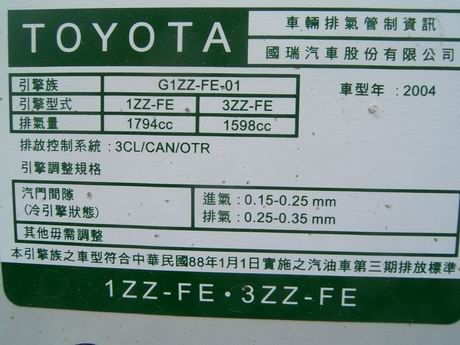 TOYOTA
車輛排氣管制資訊
國瑞汽車股份有限公司
引擎族 G1ZZ-FE-01
車型年:2004
引擎型式 1ZZ-FE 3ZZ-FE
排氣量 1794cc 1598cc
排放控制系統:3CL/CAN/OTR
引擎調整規格
汽門間隙 進氣:0.15-0.25 mm
(冷引擎狀態) 排氣:0.25-0.35 mm
其他毋需調整
本引擎族之車型符合中華民國88年1月1日實施之汽油車第三期排放標準
1ZZ-FE・3ZZ-FE